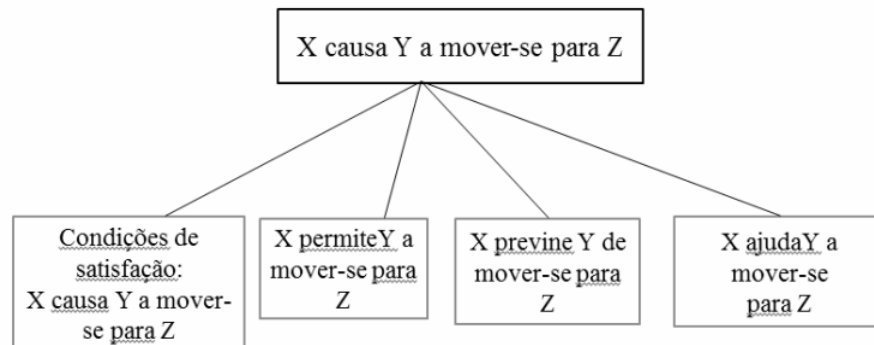 X causa Y a mover-se para Z
Condições de
satisfação:
X causa Y a mover-
se para Z
X permiteY a
mover-se para
Z
X previne Y de
mover-se para
Z
X ajudaY a
mover-se
para Z